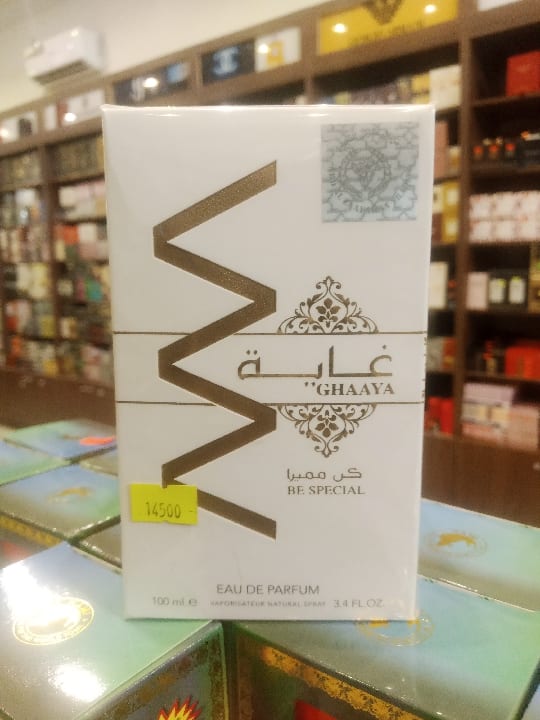 غاية
GHAAYA
كن مميزا
BE SPECIAL
14500 -
EAU DE PARFUM
100 ml.e VAPORISATEUR NATURAL SPRAY 3.4 FL.OZ.